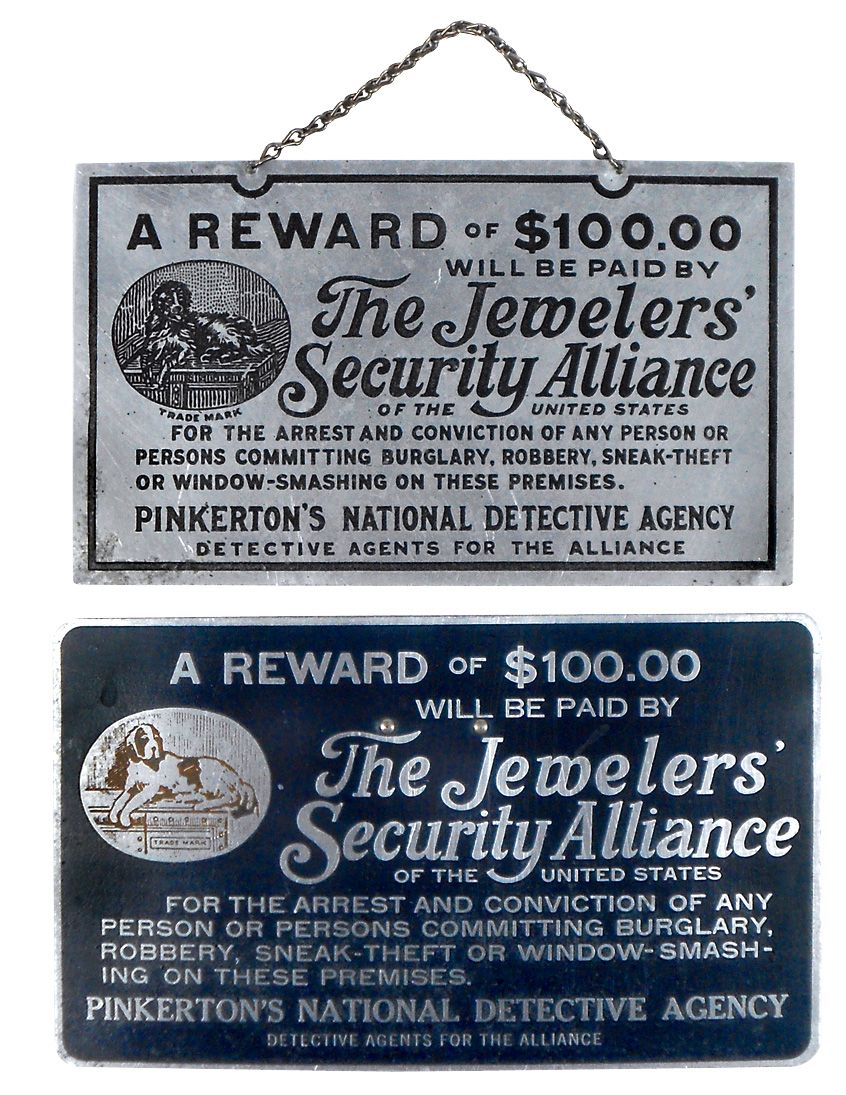 A REWARD OF $100.00
WILL BE PAID BY
The Jewelers'
Security Alliance
OF THE UNITED STATES
TRADE MARK
FOR THE ARREST AND CONVICTION OF ANY PERSON OR
PERSONS COMMITTING BURGLARY, ROBBERY, SNEAK-THEFT
OR WINDOW-SMASHING ON THESE PREMISES.
PINKERTON'S NATIONAL DETECTIVE AGENCY
DETECTIVE AGENTS FOR THE ALLIANCE
A REWARD OF $100.00
WILL BE PAID BY
The Jewelers'
Security Alliance
TRADE MARK
OF THE UNITED STATES
FOR THE ARREST AND CONVICTION OF ANY
PERSON OR PERSONS COMMITTING BURGLARY,
ROBBERY, SNEAK-THEFT OR WINDOW-SMASH-
ING ON THESE PREMISES.
PINKERTON'S NATIONAL DETECTIVE AGENCY
DETECTIVE AGENTS FOR THE ALLIANCE